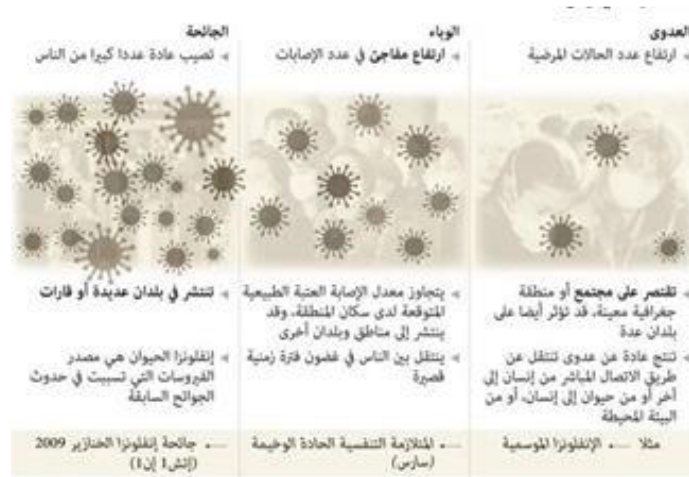 العدوى
◄ ارتفاع عدد الحالات المرضية
◄ تقتصر على مجتمع أو منطقة
جغرافية معينة، قد تؤثر أيضا على
بلدان عدة
◄ تنتج عادة عن عدوى تنتقل عن
طريق الاتصال المباشر من إنسان إلى
آخر أو من حيوان إلى إنسان، أو من
البيئة المحيطة
مثلا ... الإنفلونزا الموسمية
الوباء
◄ ارتفاع مفاجئ في عدد الإصابات
◄ يتجاوز معدل الإصابة العتبة الطبيعية
المتوقعة لدى سكان المنطقة، وقد
ينتشر إلى مناطق وبلدان أخرى
◄ ينتقل بين الناس في غضون فترة زمنية
قصيرة
... المتلازمة التنفسية الحادة الوخيمة
(سارس)
الجائحة
◄ تصيب عادة عددا كبيرا من الناس
◄ تنتشر في بلدان عديدة أو قارات
◄ إنفلونزا الحيوان هي مصدر
الفيروسات التي تسببت في حدوث
الجوائح السابقة
... جائحة إنفلونزا الخنازير 2009
(إتش1 إن1)